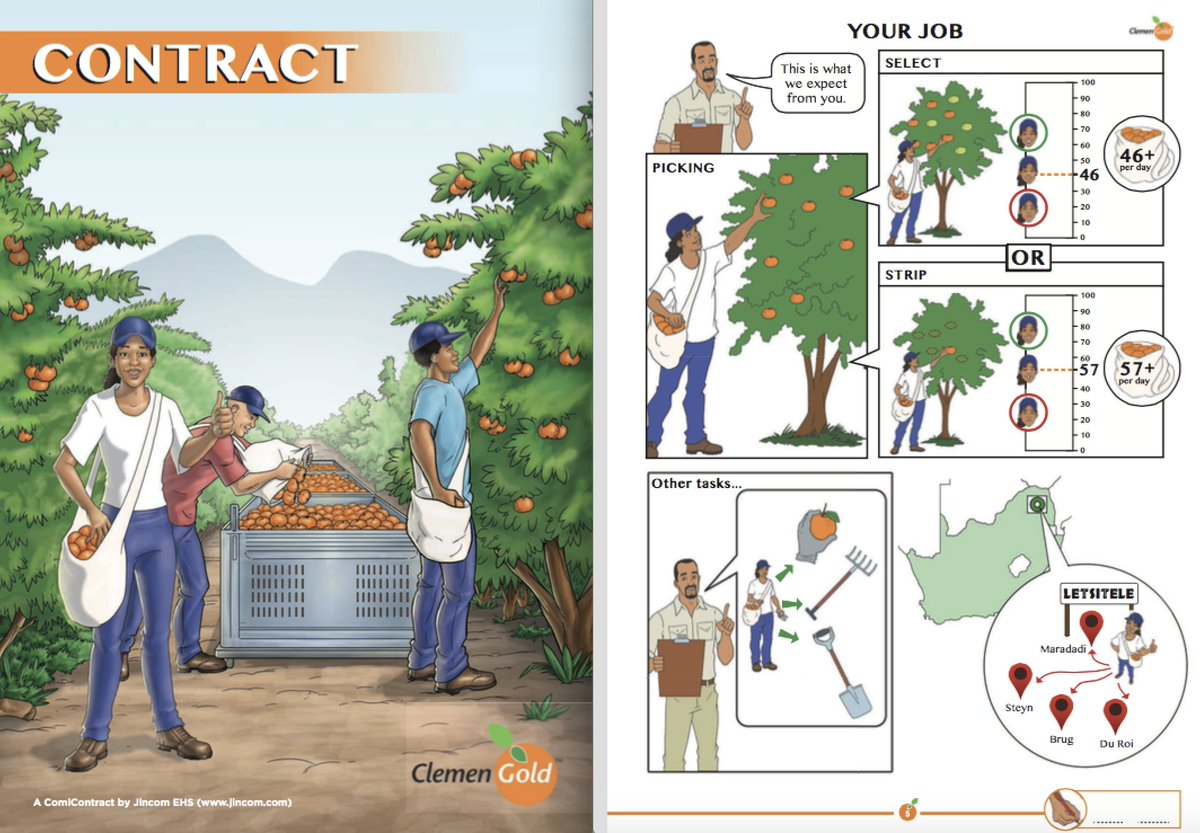 CONTRACT
Clemen Gold
A ComiContract by Jincom EHS (www.jincom.com)
YOUR JOB
Clemen Gold
This is what
we expect
from you.
PICKING
SELECT
100
90
80
70
60
50
46
30
20
10
0
46+
per day
OR
STRIP
100
90
80
70
60
57
40
30
20
10
0
57+
per day
Other tasks...
LETSITELE
Maradadi
Steyn
Brug
Du Roi
5